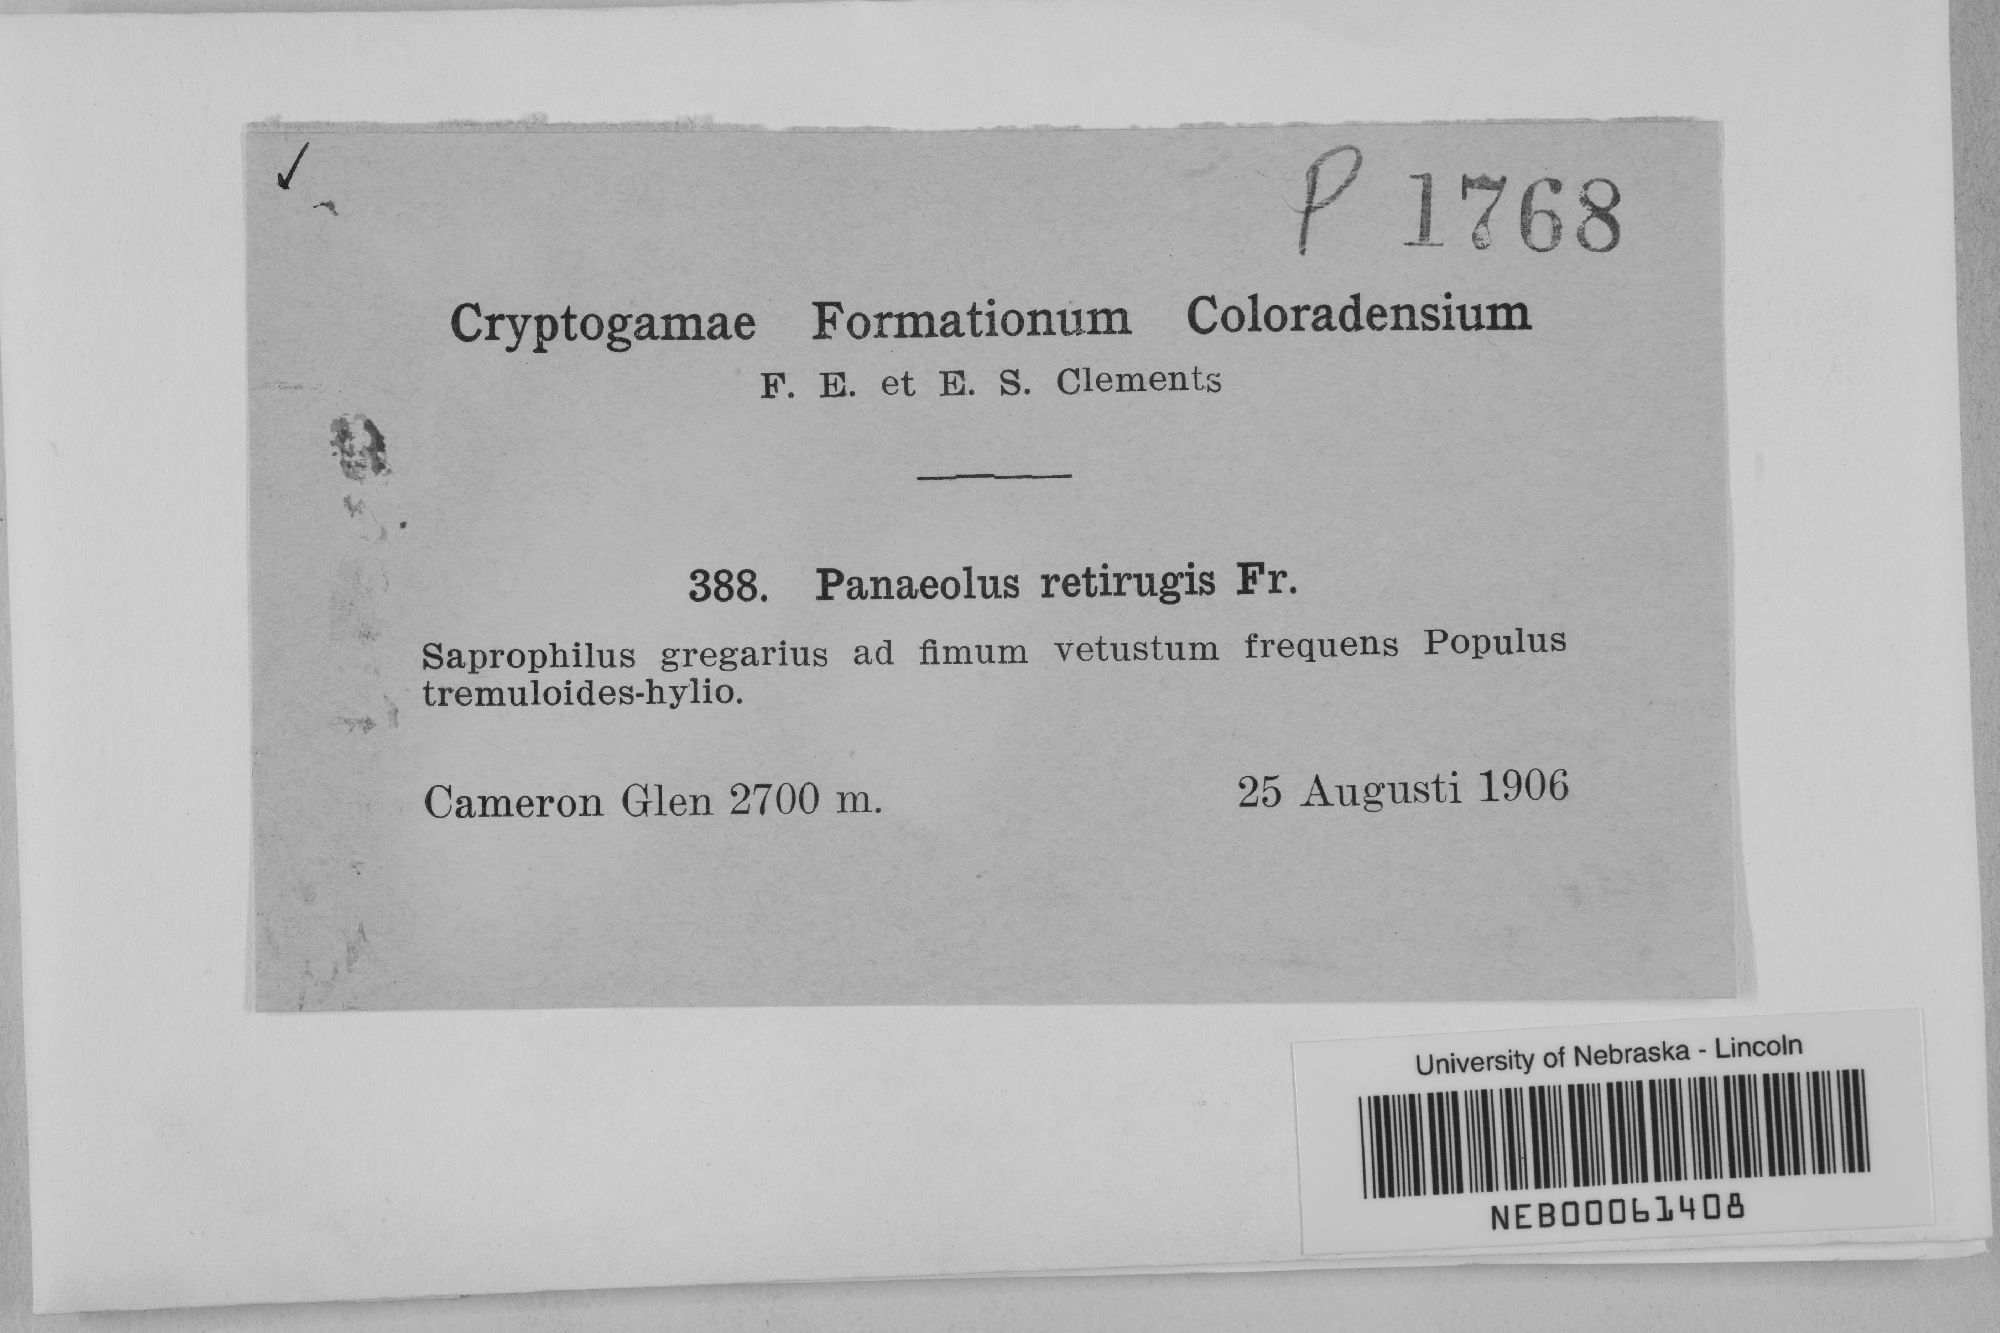 ✓
P 1768
Cryptogamae Formationum Coloradensium
F. E. et E. S. Clements
388. Panaeolus retirugis Fr.
Saprophilus gregarius ad fimum vetustum frequens Populus
tremuloides-hylio.
Cameron Glen 2700 m. 25 Augusti 1906
University of Nebraska - Lincoln
NEB00061408